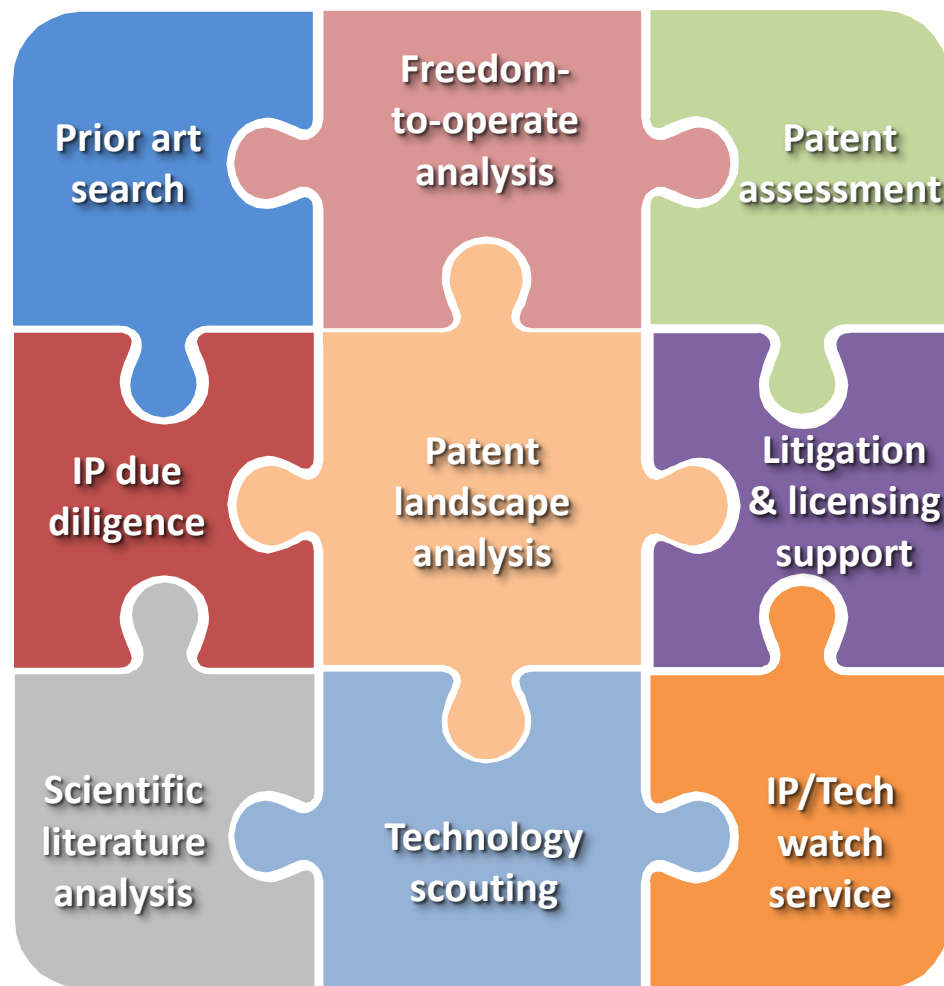 Prior art
search
Freedom-
to-operate
analysis
Patent
assessment
IP due
diligence
Patent
landscape
analysis
Litigation
& licensing
support
Scientific
literature
analysis
Technology
scouting
IP/Tech
watch
service